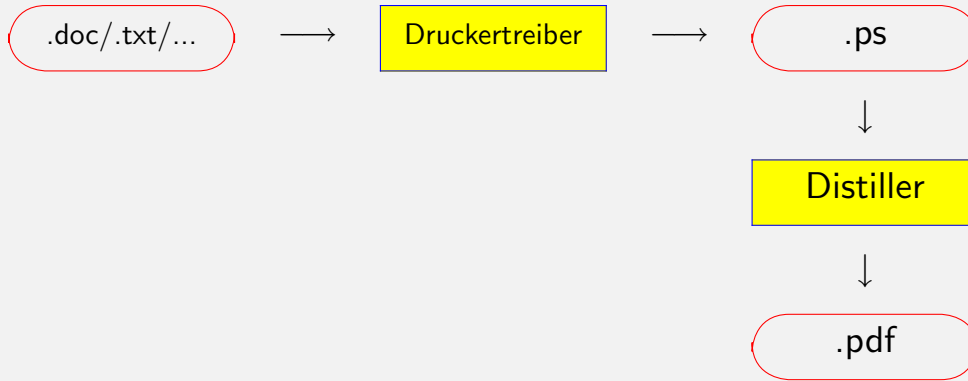 .doc/.txt/... ⟶ Druckertreiber ⟶ .ps
↓
Distiller
↓
.pdf